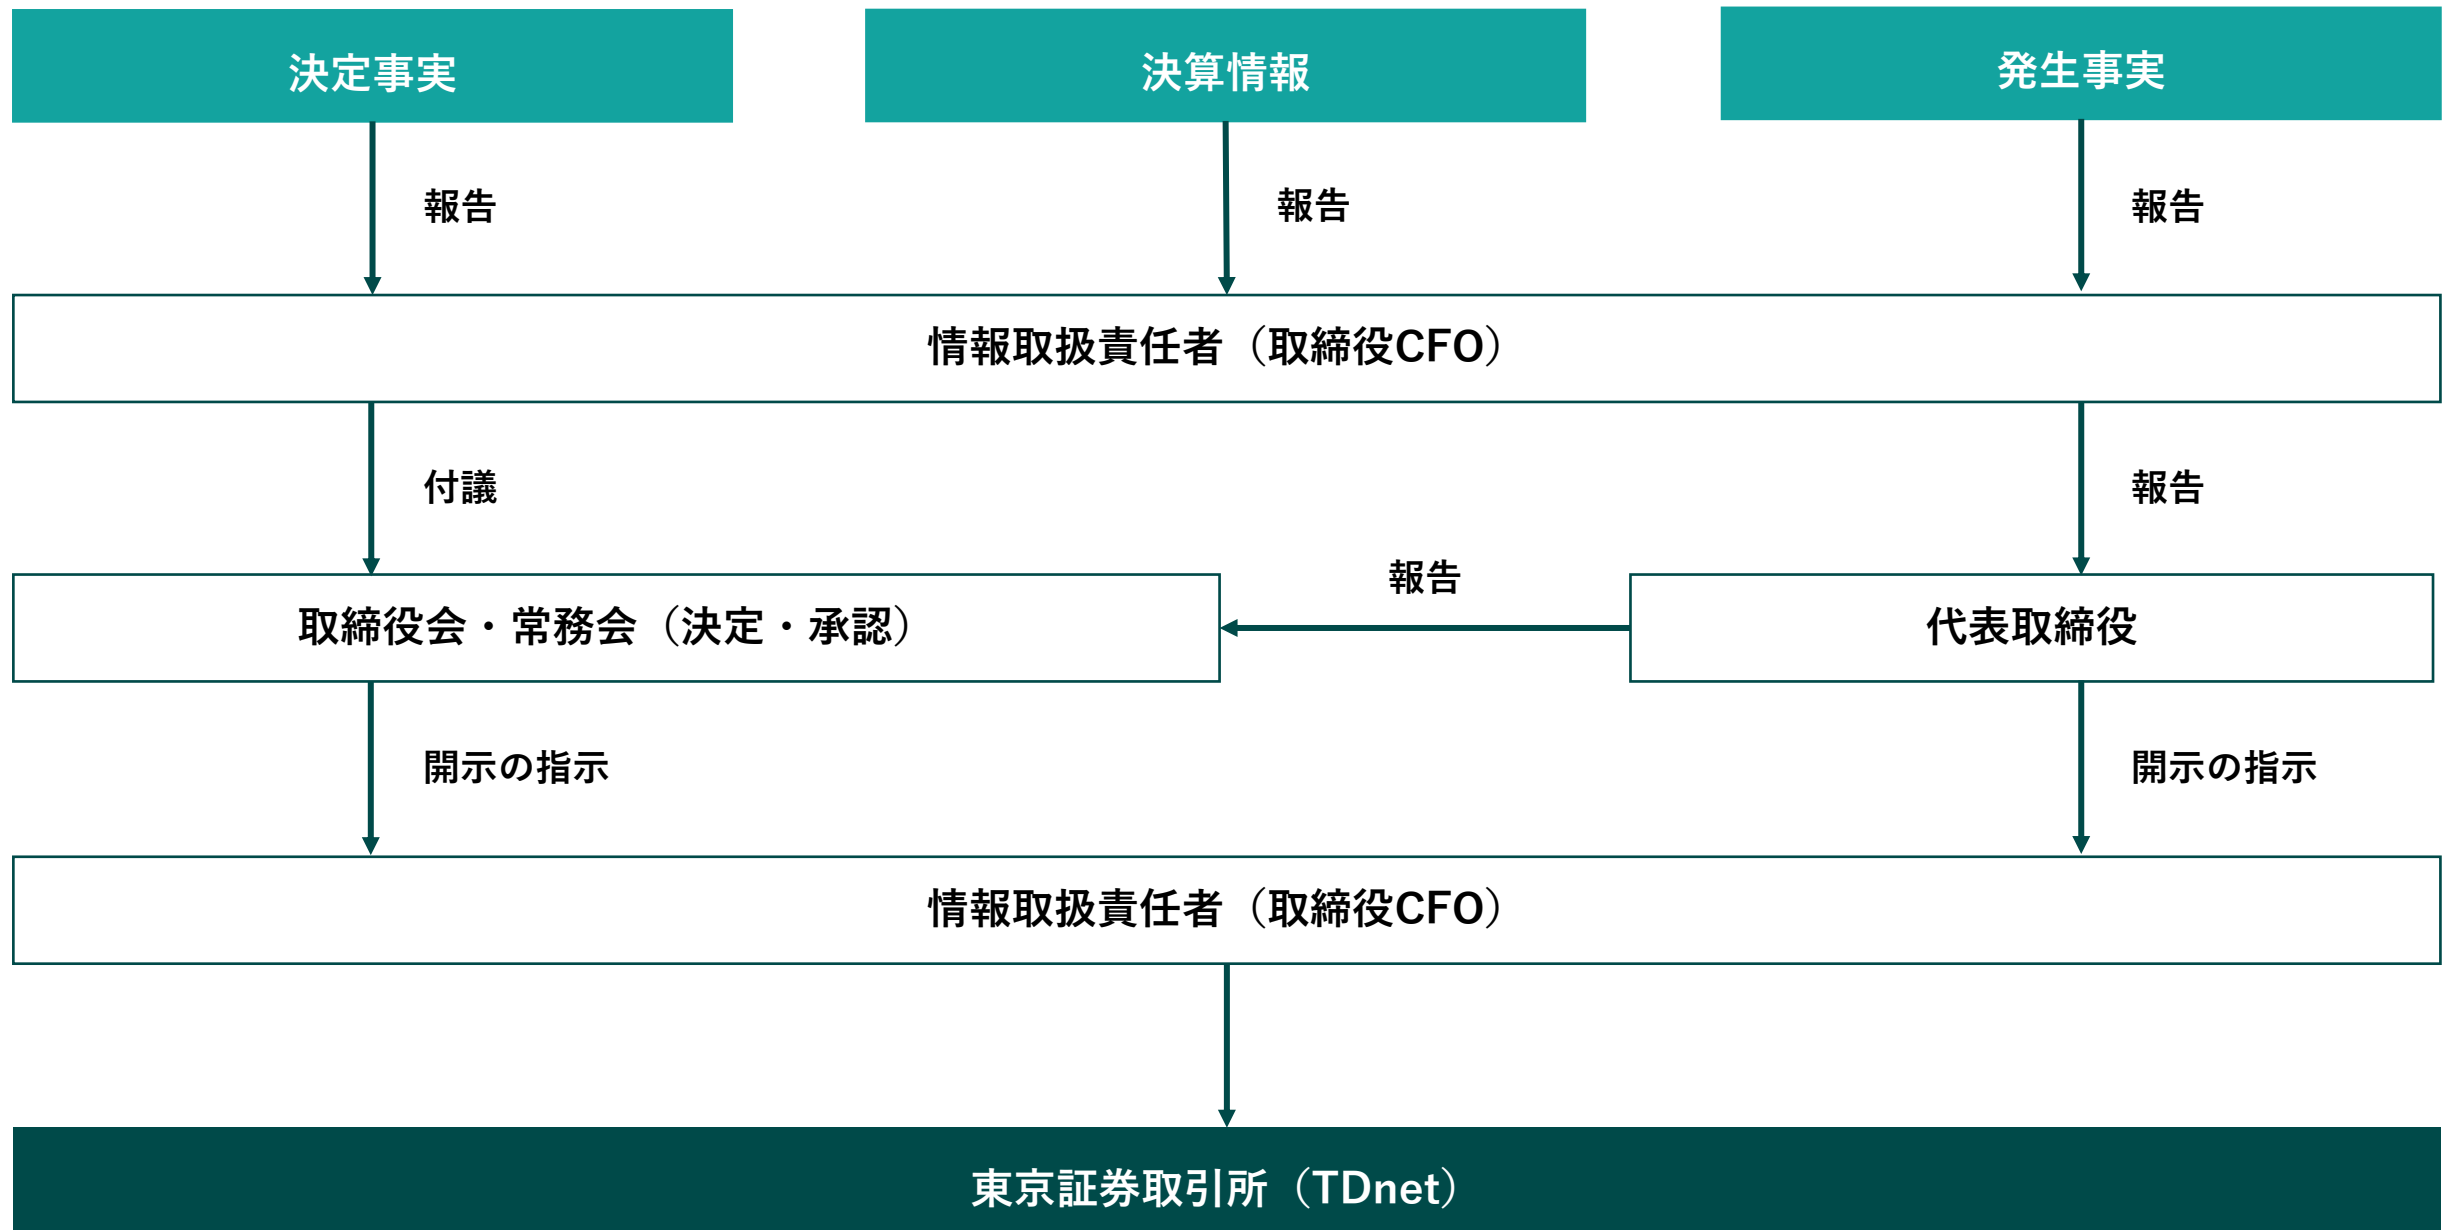 決定事実
決算情報
発生事実
報告
報告
報告
情報取扱責任者（取締役CFO）
付議
報告
報告
取締役会・常務会（決定・承認）
代表取締役
開示の指示
開示の指示
情報取扱責任者（取締役CFO）
東京証券取引所（TDnet）